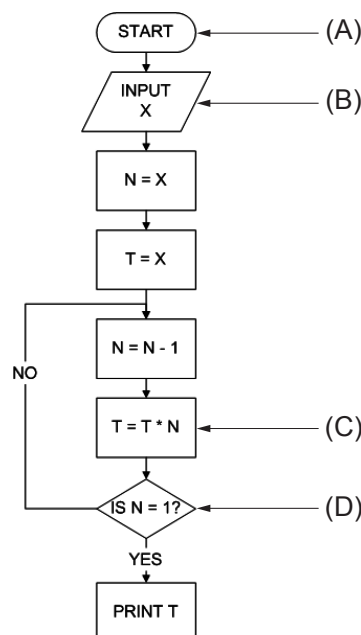 START
(A)
INPUT
X
(B)
N = X
T = X
N = N - 1
NO
T = T * N
(C)
IS N = 1?
(D)
YES
PRINT T